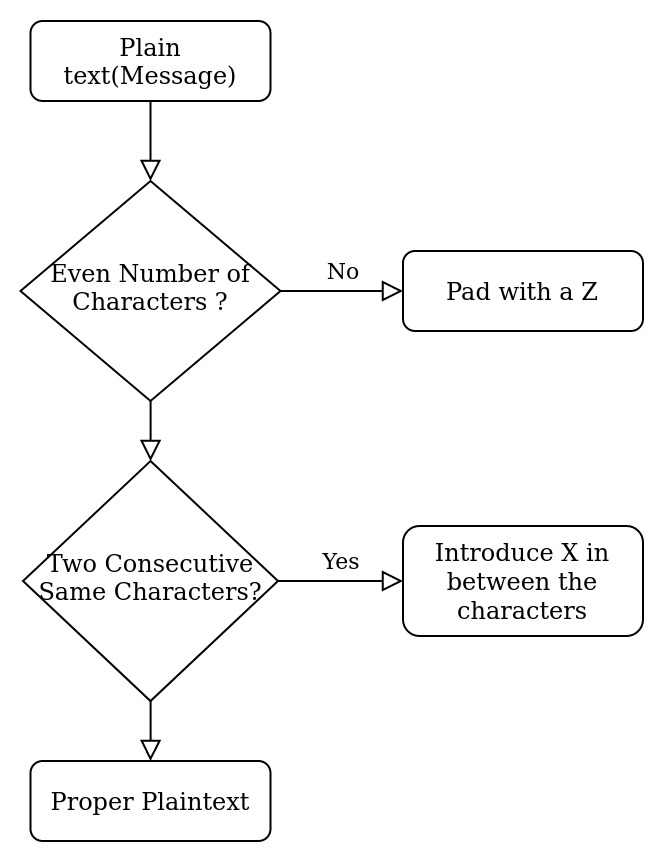 Plain
text(Message)
Even Number of
Characters ?
No
Pad with a Z
Two Consecutive
Same Characters?
Yes
Introduce X in
between the
characters
Proper Plaintext